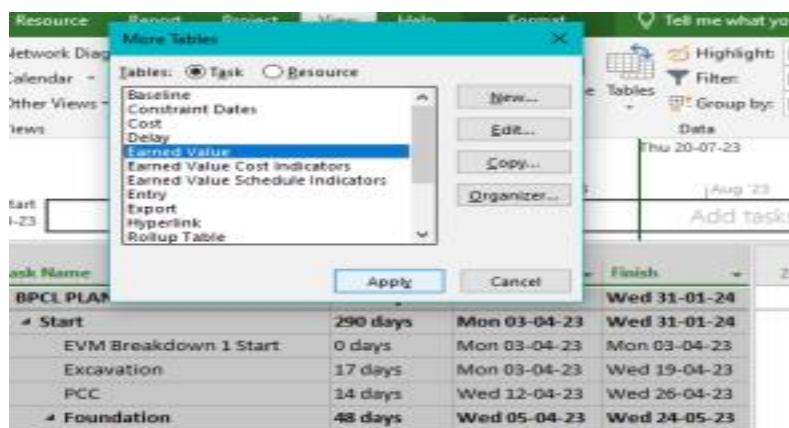 Resource Report Project View Help Format Tell me what yo
More Tables
Tables: Task Resource
Baseline
Constraint Dates
Cost
Delay
Earned Value
Earned Value Cost Indicators
Earned Value Schedule Indicators
Entry
Export
Hyperlink
Rollup Table
New...
Edit...
Copy...
Organizer...
Apply
Cancel
Network Diag
Calendar
Other Views
iews
Tables
Highlight:
Filter:
Group by:
Data
Thu 20-07-23
Aug '23
Add task
tart
-23
ask Name Finish
BPCL PLAN Wed 31-01-24
Start 290 days Mon 03-04-23 Wed 31-01-24
EVM Breakdown 1 Start 0 days Mon 03-04-23 Mon 03-04-23
Excavation 17 days Mon 03-04-23 Wed 19-04-23
PCC 14 days Wed 12-04-23 Wed 26-04-23
Foundation 48 days Wed 05-04-23 Wed 24-05-23